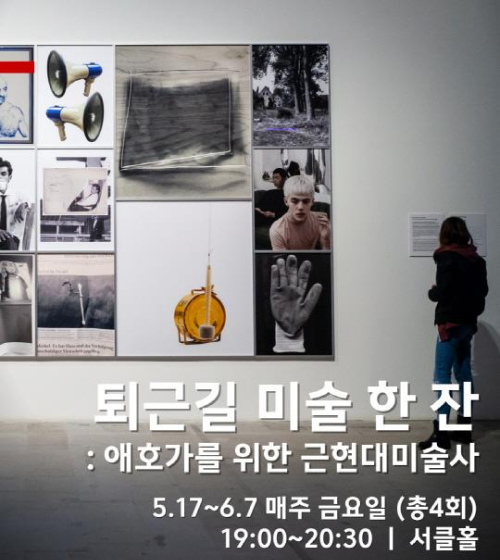 퇴근길 미술 한 잔
: 애호가를 위한 근현대미술사
5.17~6.7 매주 금요일 (총4회)
19:00~20:30 | 서클홀